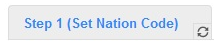 Step 1 (Set Nation Code)